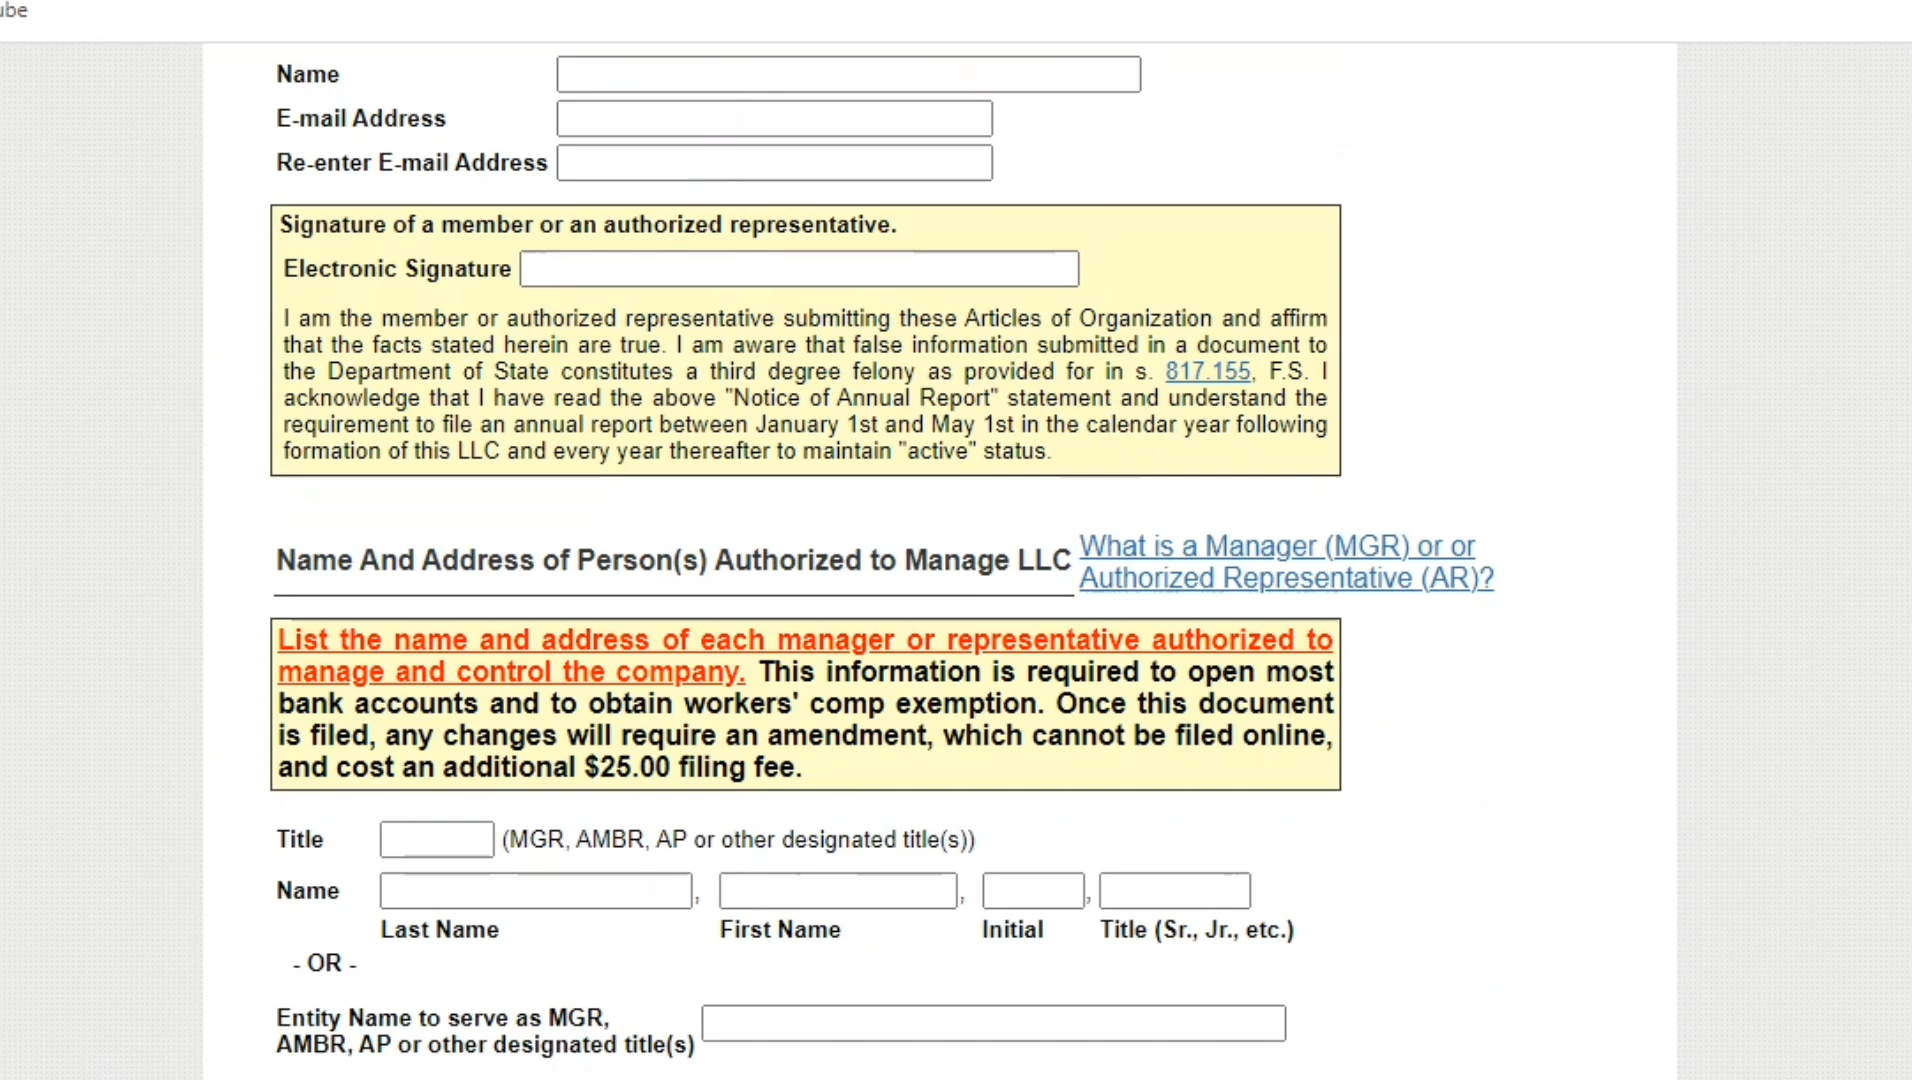 Name
E-mail Address
Re-enter E-mail Address
Signature of a member or an authorized representative.
Electronic Signature
I am the member or authorized representative submitting these Articles of Organization and affirm
that the facts stated herein are true. I am aware that false information submitted in a document to
the Department of State constitutes a third degree felony as provided for in s. 817.155, F.S. I
acknowledge that I have read the above "Notice of Annual Report" statement and understand the
requirement to file an annual report between January 1st and May 1st in the calendar year following
formation of this LLC and every year thereafter to maintain "active" status.
Name And Address of Person(s) Authorized to Manage LLC
What is a Manager (MGR) or or
Authorized Representative (AR)?
List the name and address of each manager or representative authorized to
manage and control the company. This information is required to open most
bank accounts and to obtain workers' comp exemption. Once this document
is filed, any changes will require an amendment, which cannot be filed online,
and cost an additional $25.00 filing fee.
Title (MGR, AMBR, AP or other designated title(s))
Name , , ,
Last Name First Name Initial Title (Sr., Jr., etc.)
- OR -
Entity Name to serve as MGR,
AMBR, AP or other designated title(s)